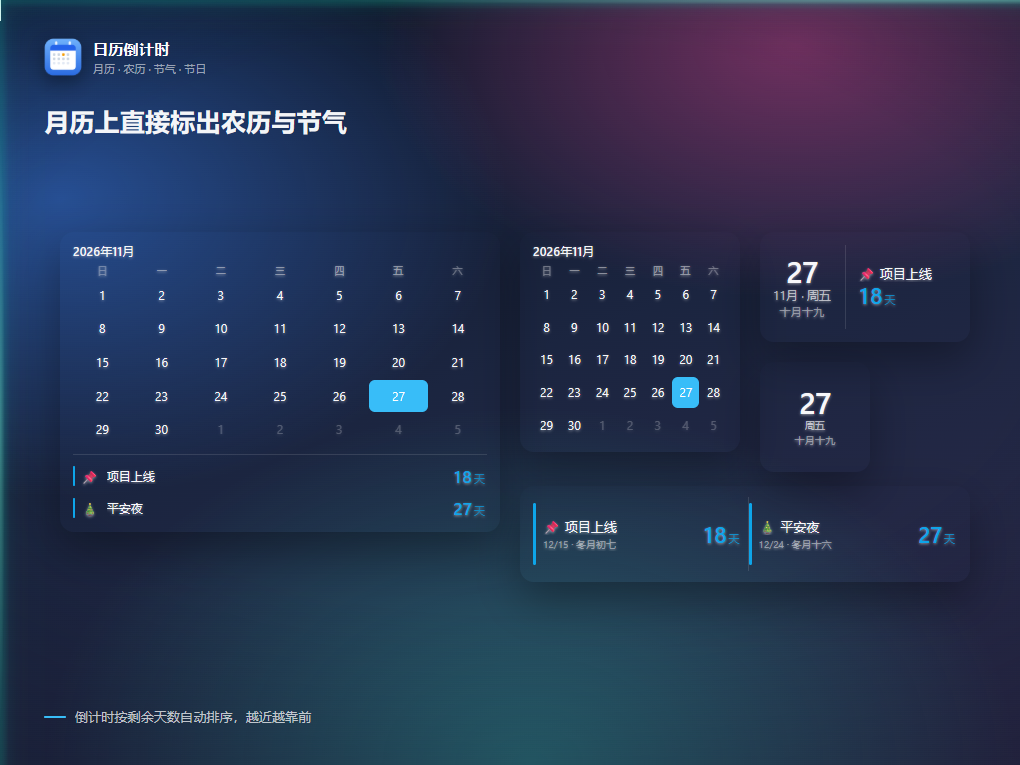 日历倒计时
月历 · 农历 · 节气 · 节日
月历上直接标出农历与节气
2026年11月
日 一 二 三 四 五 六
1 2 3 4 5 6 7
8 9 10 11 12 13 14
15 16 17 18 19 20 21
22 23 24 25 26 27 28
29 30 1 2 3 4 5
项目上线 18天
平安夜 27天
2026年11月
日 一 二 三 四 五 六
1 2 3 4 5 6 7
8 9 10 11 12 13 14
15 16 17 18 19 20 21
22 23 24 25 26 27 28
29 30 1 2 3 4 5
27
11月 · 周五
十月十九
项目上线
18天
27
周五
十月十九
项目上线
12/15 · 冬月初七
18天
平安夜
12/24 · 冬月十六
27天
倒计时按剩余天数自动排序，越近越靠前